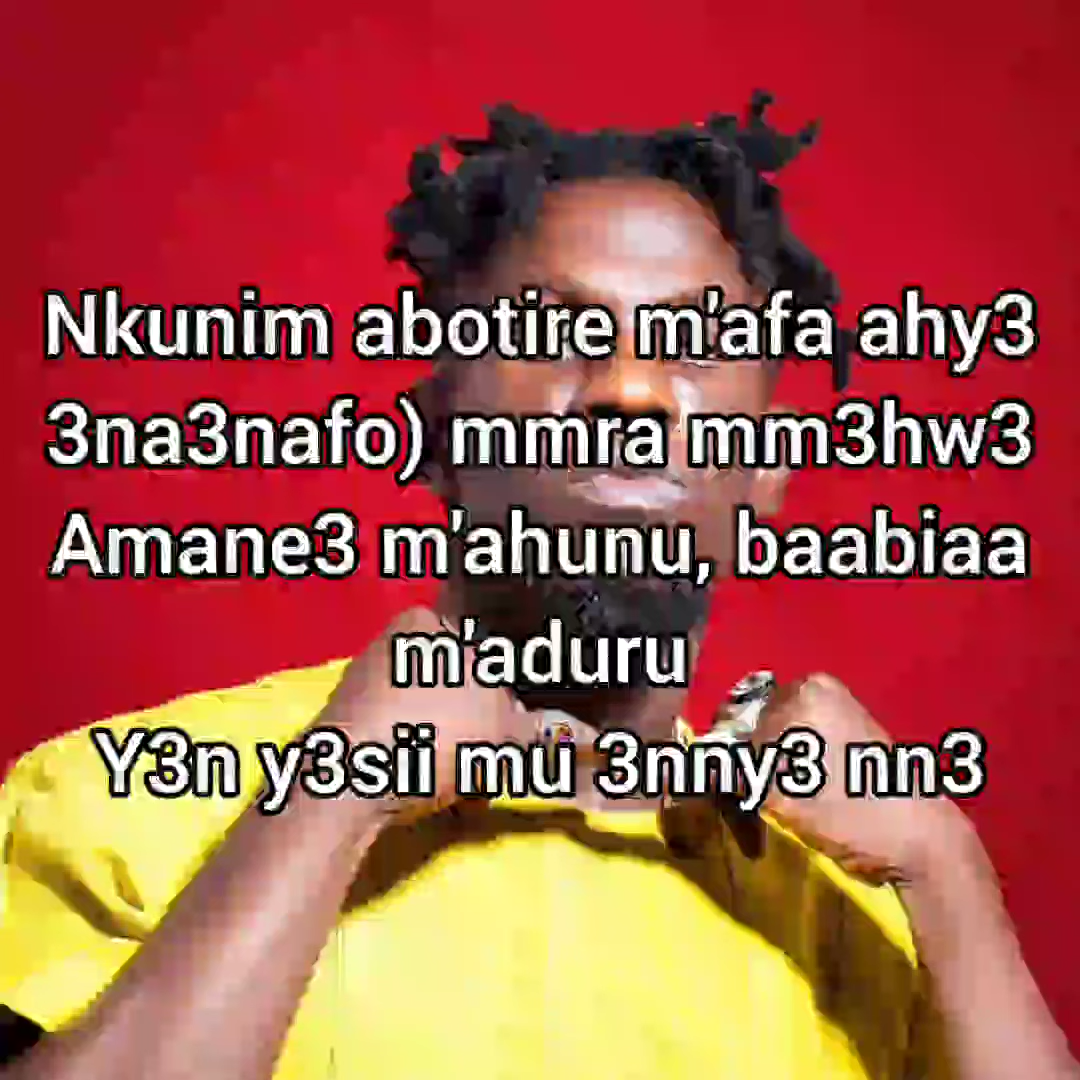 Nkunim abotire m'afa ahy3
3na3nafo) mmra mm3hw3
Amane3 m'ahunu, baabiaa
m'aduru
Y3n y3sii mu 3nny3 nn3